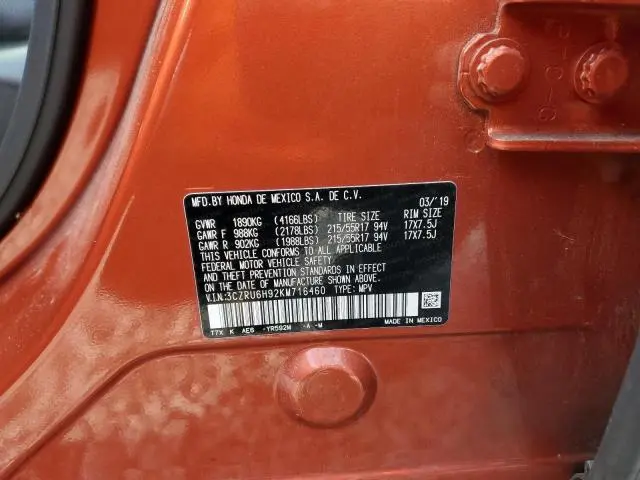 MFD.BY HONDA DE MEXICO S.A. DE C.V. 03/'19
GVWR 1890KG (4166LBS) TIRE SIZE RIM SIZE
GAWR F 988KG (2178LBS) 215/55R17 94V 17X7.5J
GAWR R 902KG (1988LBS) 215/55R17 94V 17X7.5J
THIS VEHICLE CONFORMS TO ALL APPLICABLE
FEDERAL MOTOR VEHICLE SAFETY
AND THEFT PREVENTION STANDARDS IN EFFECT
ON THE DATE OF MANUFACTURE SHOWN ABOVE.
V.I.N:3CZRU6H92KM716460 TYPE: MPV
T7X K AE6 -YR592M -A -M
MADE IN MEXICO